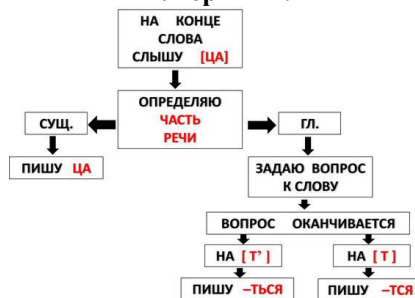 НА КОНЦЕ
СЛОВА
СЛЫШУ [ЦА]
ОПРЕДЕЛЯЮ
ЧАСТЬ
РЕЧИ
СУЩ.
ГЛ.
ПИШУ ЦА
ЗАДАЮ ВОПРОС
К СЛОВУ
ВОПРОС ОКАНЧИВАЕТСЯ
НА [ Т’ ]
НА [ Т ]
ПИШУ –ТЬСЯ
ПИШУ –ТСЯ